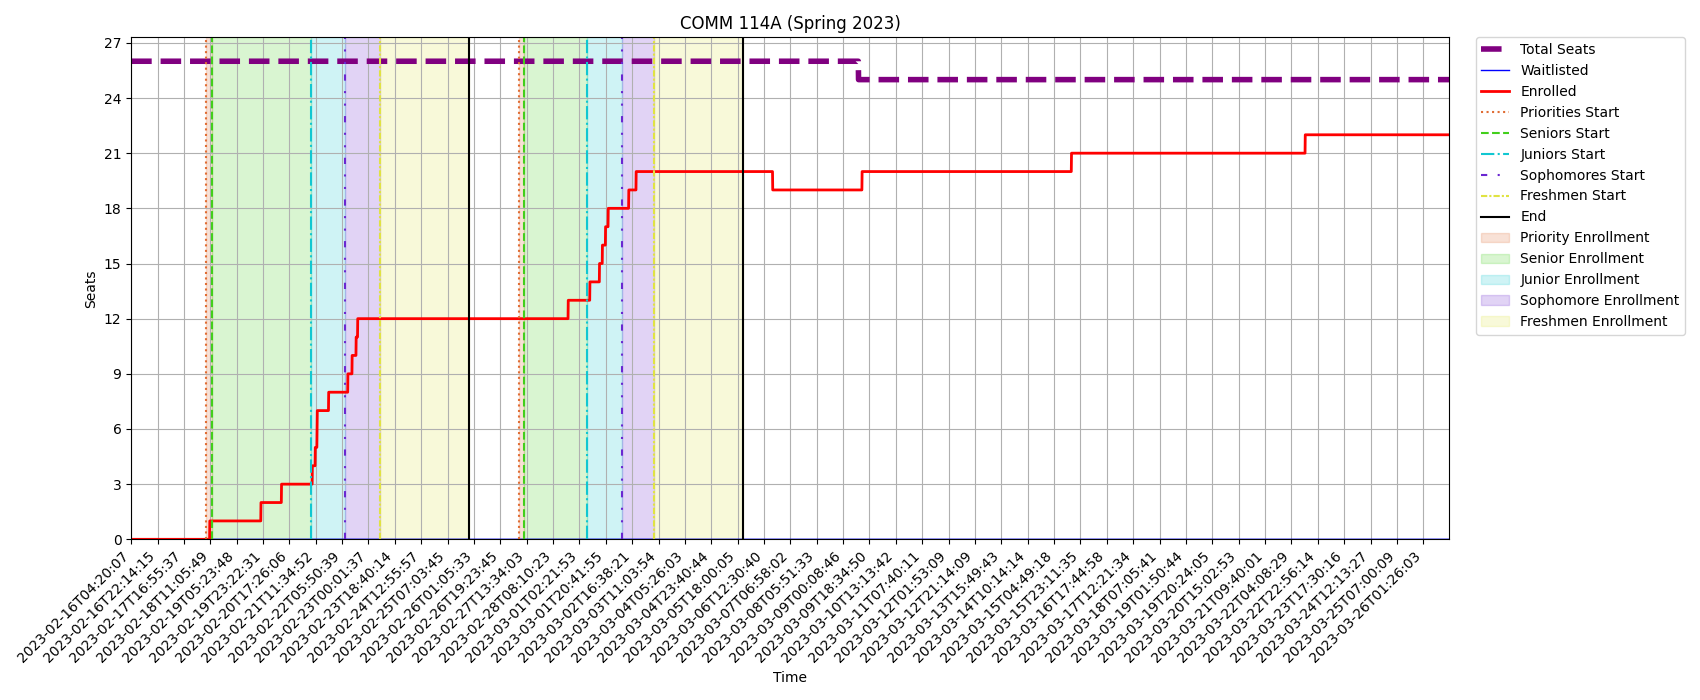 COMM 114A (Spring 2023)
27
24
21
18
15
12
9
6
3
0
Seats
2023-02-16T04:20:07
2023-02-16T22:14:15
2023-02-17T16:55:37
2023-02-18T11:05:49
2023-02-19T05:23:48
2023-02-19T23:22:31
2023-02-20T17:26:06
2023-02-21T11:34:52
2023-02-22T05:50:39
2023-02-23T00:01:37
2023-02-23T18:40:14
2023-02-24T12:55:57
2023-02-25T07:03:45
2023-02-26T01:05:33
2023-02-26T19:23:45
2023-02-27T13:34:03
2023-02-28T08:10:23
2023-03-01T02:21:53
2023-03-01T20:41:55
2023-03-02T16:38:21
2023-03-03T11:03:54
2023-03-04T05:26:03
2023-03-04T23:40:44
2023-03-05T18:00:05
2023-03-06T12:30:40
2023-03-07T06:58:02
2023-03-08T05:51:33
2023-03-09T00:08:46
2023-03-09T18:34:50
2023-03-10T13:13:42
2023-03-11T07:40:11
2023-03-12T01:53:09
2023-03-12T21:14:09
2023-03-13T15:49:43
2023-03-14T10:14:14
2023-03-15T04:49:18
2023-03-15T23:11:35
2023-03-16T17:44:58
2023-03-17T12:21:34
2023-03-18T07:05:41
2023-03-19T01:50:44
2023-03-19T20:24:05
2023-03-20T15:02:53
2023-03-21T09:40:01
2023-03-22T04:08:29
2023-03-22T22:56:14
2023-03-23T17:30:16
2023-03-24T12:13:27
2023-03-25T07:00:09
2023-03-26T01:26:03
Time
Total Seats
Waitlisted
Enrolled
Priorities Start
Seniors Start
Juniors Start
Sophomores Start
Freshmen Start
End
Priority Enrollment
Senior Enrollment
Junior Enrollment
Sophomore Enrollment
Freshmen Enrollment